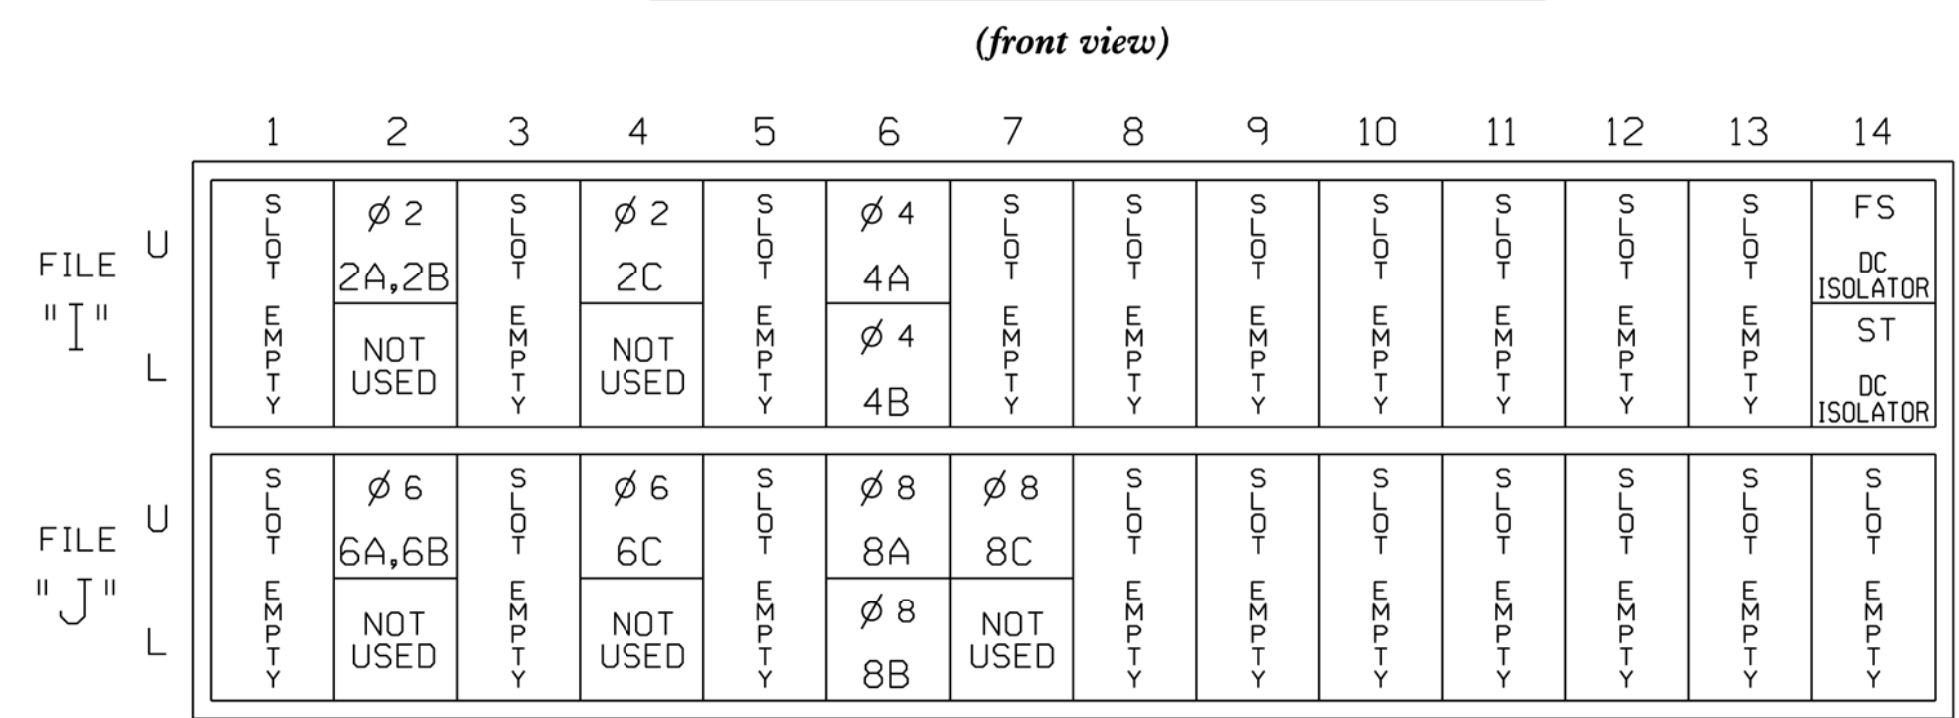 (front view)
1 2 3 4 5 6 7 8 9 10 11 12 13 14
FILE "I"
U
L
SLOT EMPTY
Ø 2
2A,2B
NOT USED
SLOT EMPTY
Ø 2
2C
NOT USED
SLOT EMPTY
Ø 4
4A
Ø 4
4B
SLOT EMPTY
SLOT EMPTY
SLOT EMPTY
SLOT EMPTY
SLOT EMPTY
SLOT EMPTY
SLOT EMPTY
FS
DC
ISOLATOR
ST
DC
ISOLATOR
FILE "J"
U
L
SLOT EMPTY
Ø 6
6A,6B
NOT USED
SLOT EMPTY
Ø 6
6C
NOT USED
SLOT EMPTY
Ø 8
8A
Ø 8
8B
Ø 8
8C
NOT USED
SLOT EMPTY
SLOT EMPTY
SLOT EMPTY
SLOT EMPTY
SLOT EMPTY
SLOT EMPTY
SLOT EMPTY